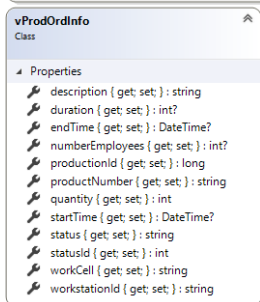 vProdOrdInfo
Class
Properties
description { get; set; } : string
duration { get; set; } : int?
endTime { get; set; } : DateTime?
numberEmployees { get; set; } : int?
productionId { get; set; } : long
productNumber { get; set; } : string
quantity { get; set; } : int
startTime { get; set; } : DateTime?
status { get; set; } : string
statusId { get; set; } : int
workCell { get; set; } : string
workstationId { get; set; } : string